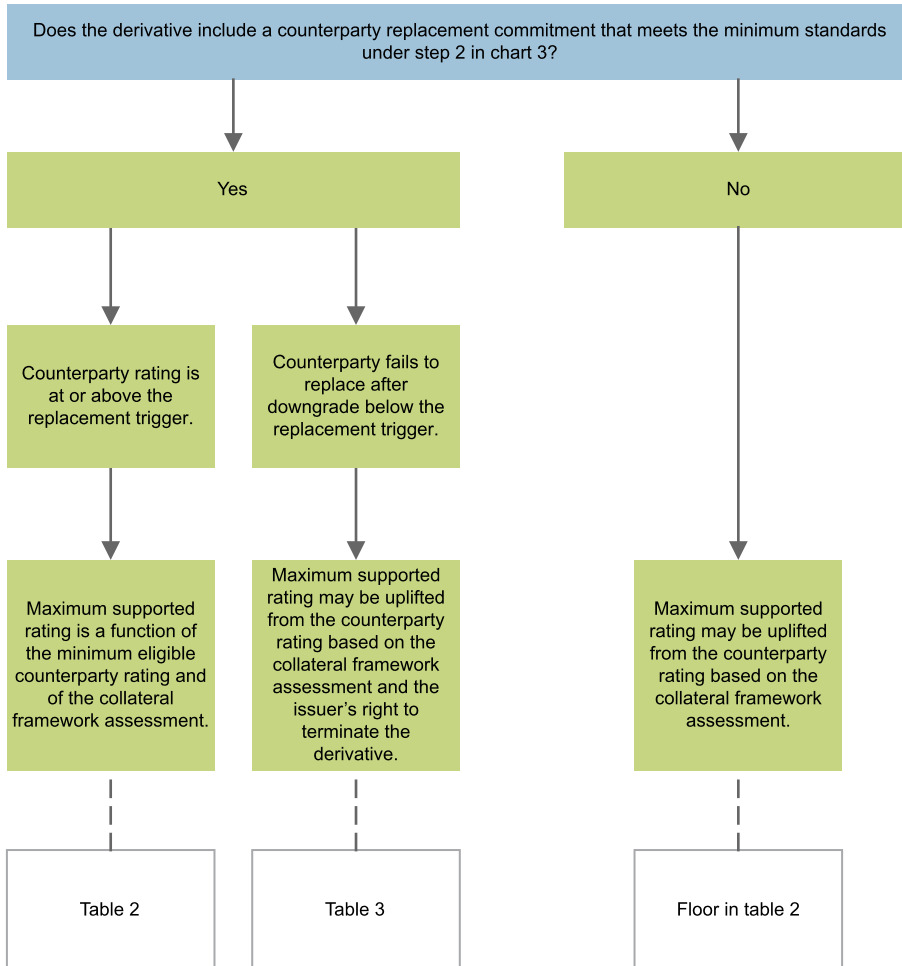 Does the derivative include a counterparty replacement commitment that meets the minimum standards
under step 2 in chart 3?
Yes
No
Counterparty rating is
at or above the
replacement trigger.
Counterparty fails to
replace after
downgrade below the
replacement trigger.
Maximum supported
rating is a function of
the minimum eligible
counterparty rating and
of the collateral
framework assessment.
Maximum supported
rating may be uplifted
from the counterparty
rating based on the
collateral framework
assessment and the
issuer’s right to
terminate the
derivative.
Maximum supported
rating may be uplifted
from the counterparty
rating based on the
collateral framework
assessment.
Table 2
Table 3
Floor in table 2